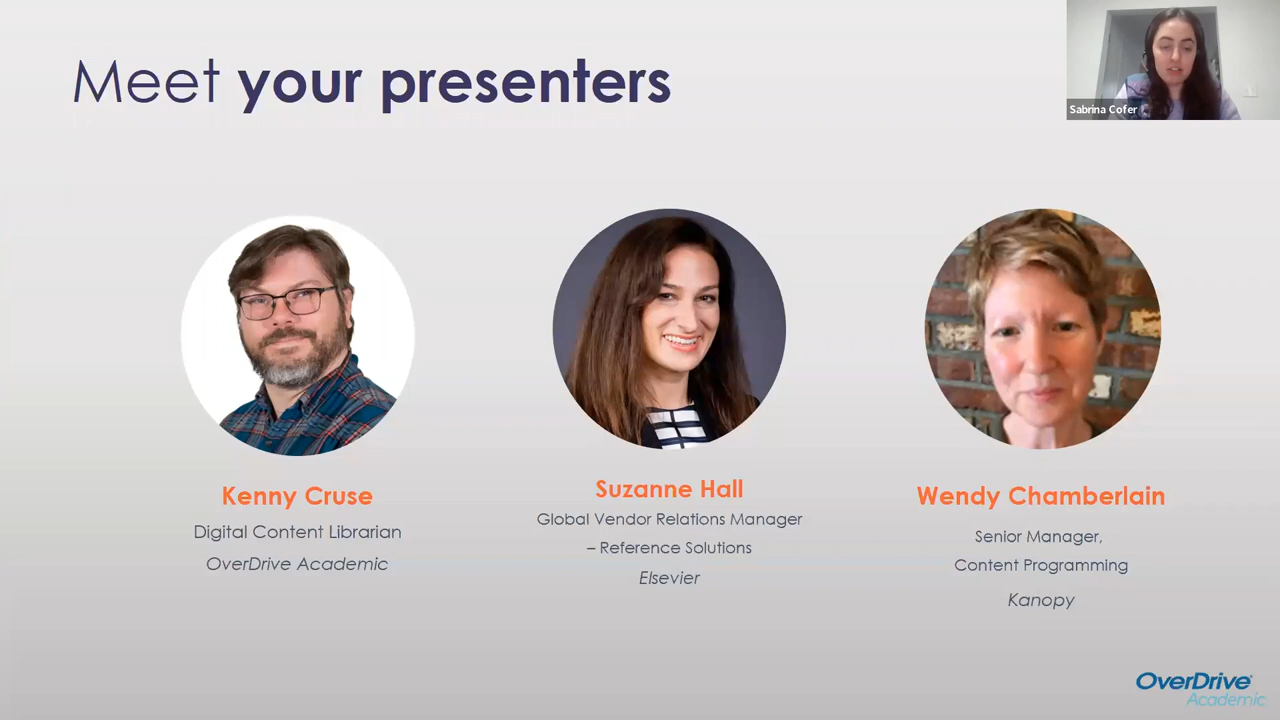 Meet your presenters
Sabrina Cofer
Kenny Cruse
Digital Content Librarian
OverDrive Academic
Suzanne Hall
Global Vendor Relations Manager
– Reference Solutions
Elsevier
Wendy Chamberlain
Senior Manager,
Content Programming
Kanopy
OverDrive
Academic